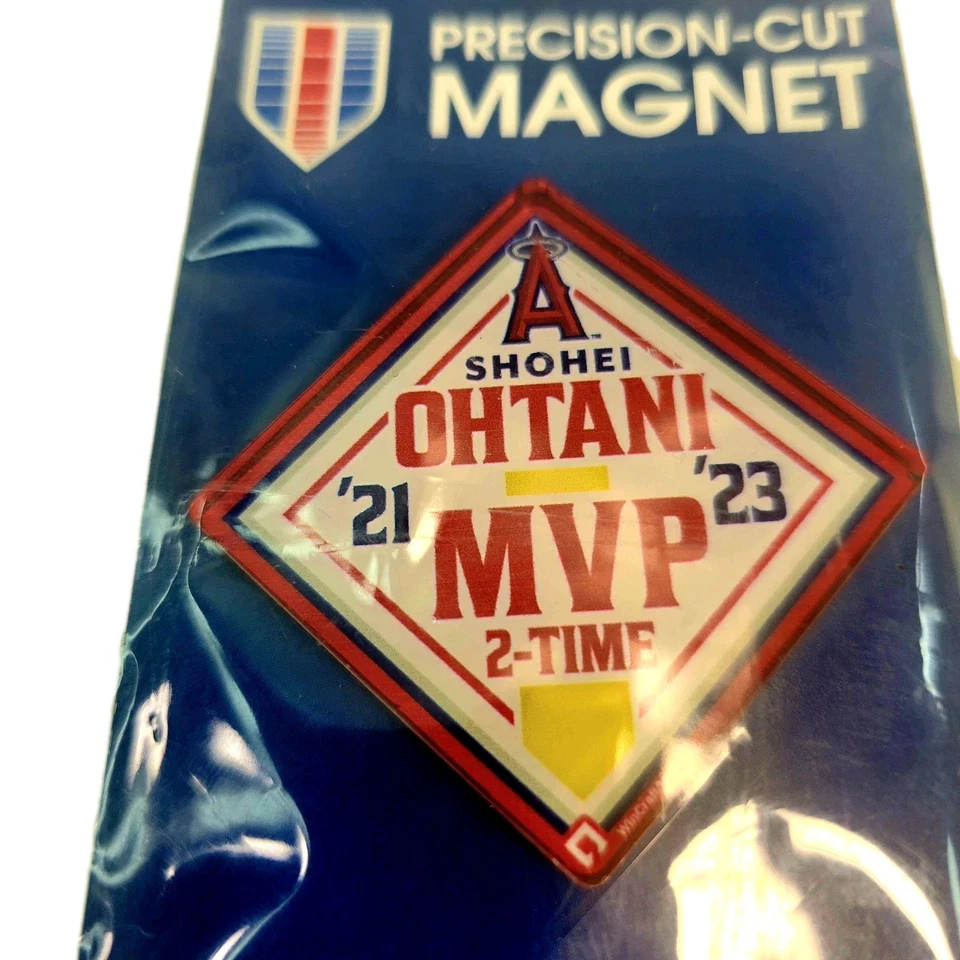 PRECISION-CUT
MAGNET
A
SHOHEI
OHTANI
'21
'23
MVP
2-TIME